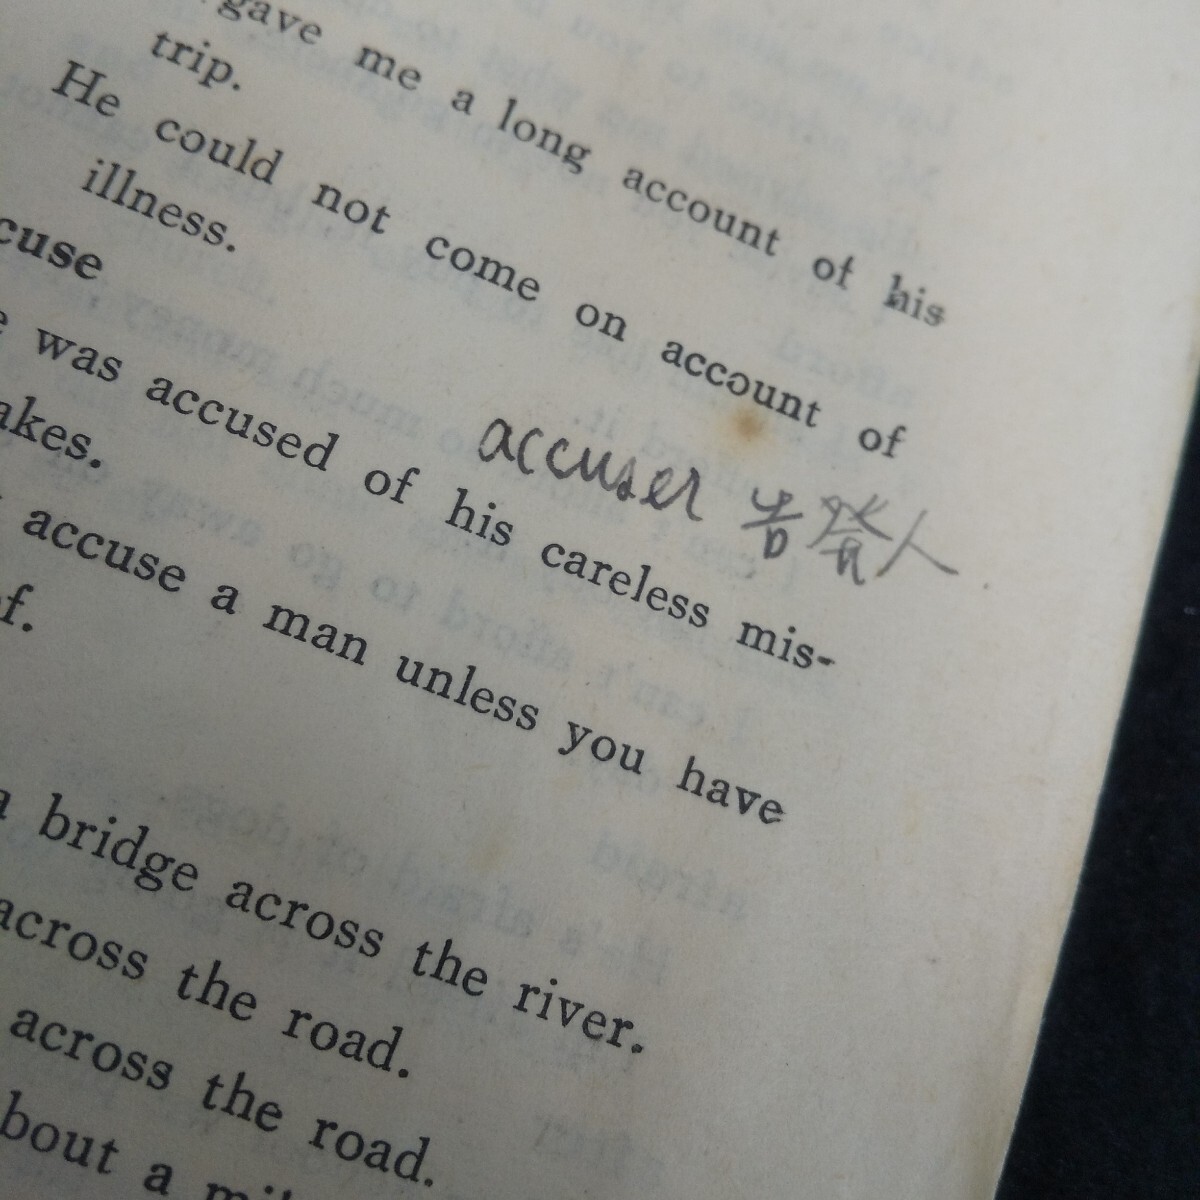 gave me a long account of his
trip.
He could not come on account of
illness.
cuse
was accused of his careless mis-
accuser 告發人
akes.
accuse a man unless you have
f.
a bridge across the river.
across the road.
across the road.
bout a